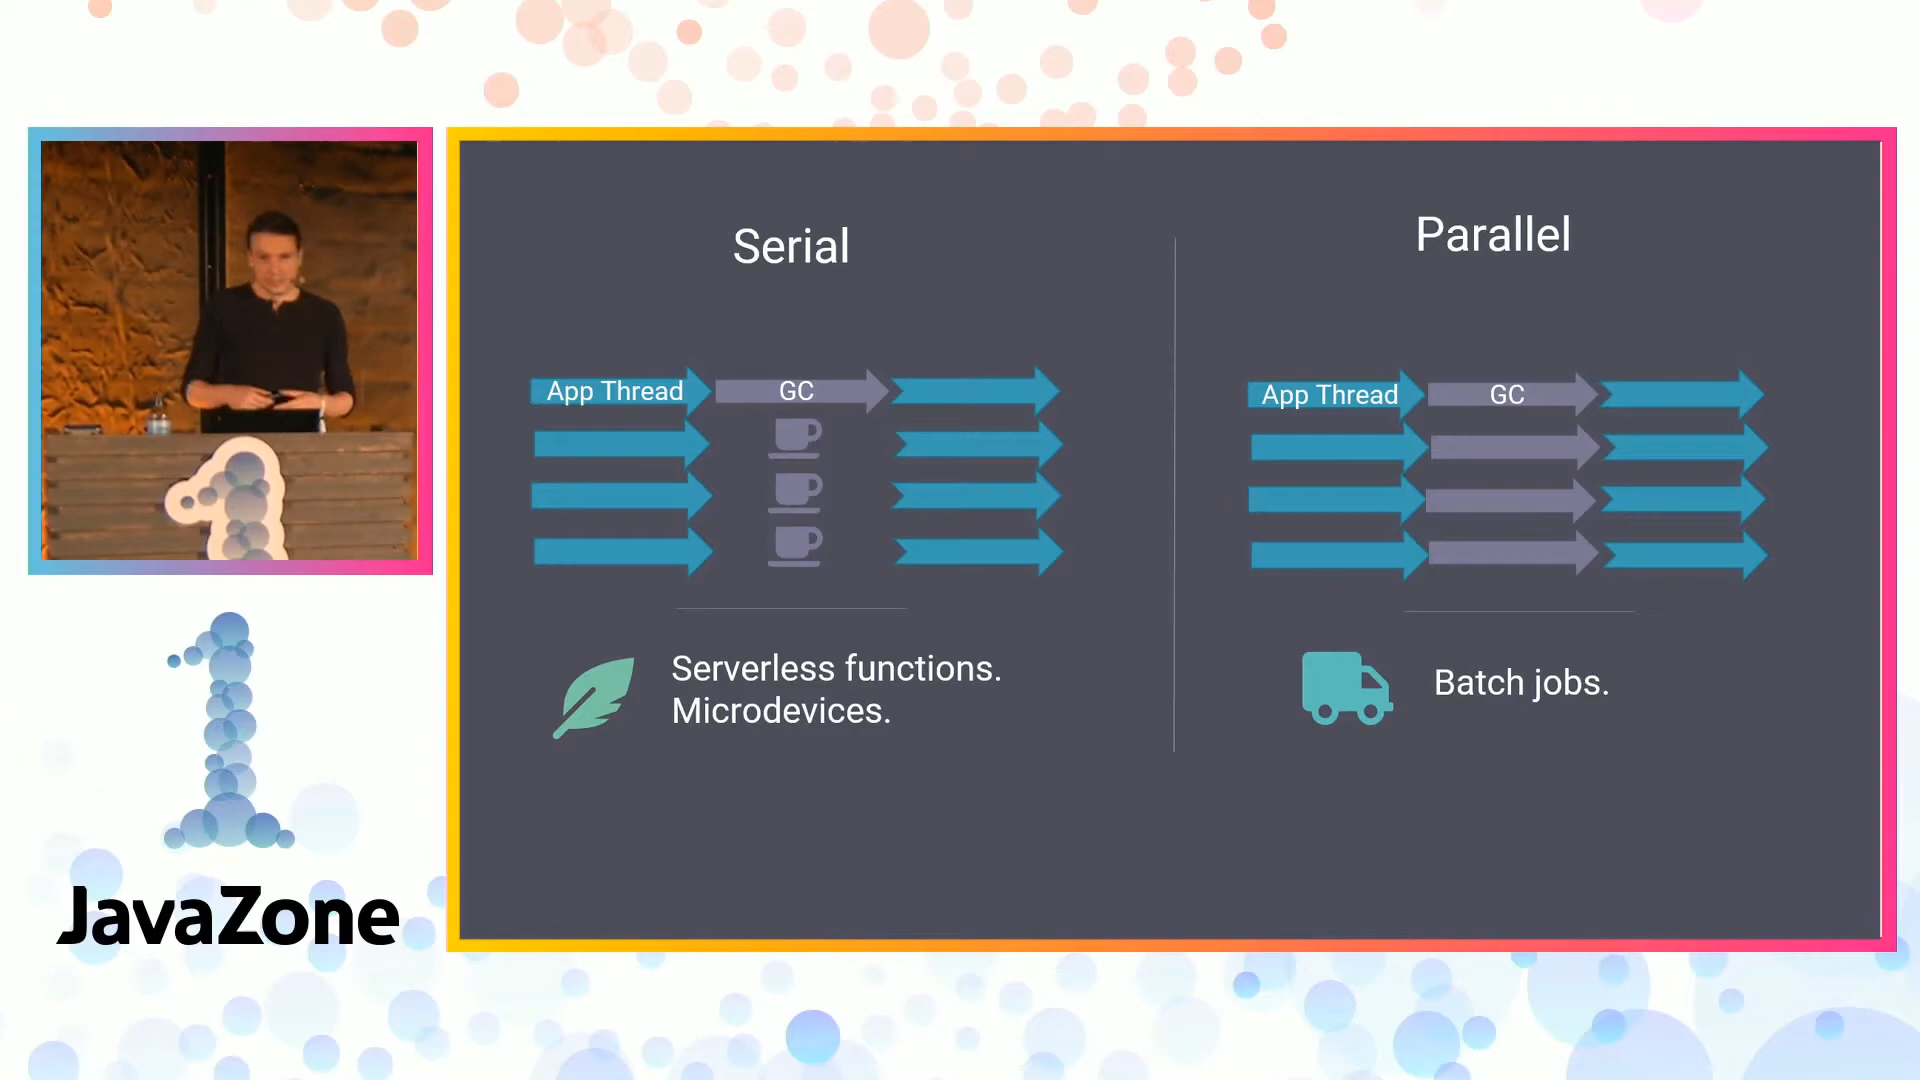 Serial
App Thread
GC
Serverless functions.
Microdevices.
Parallel
App Thread
GC
Batch jobs.
JavaZone